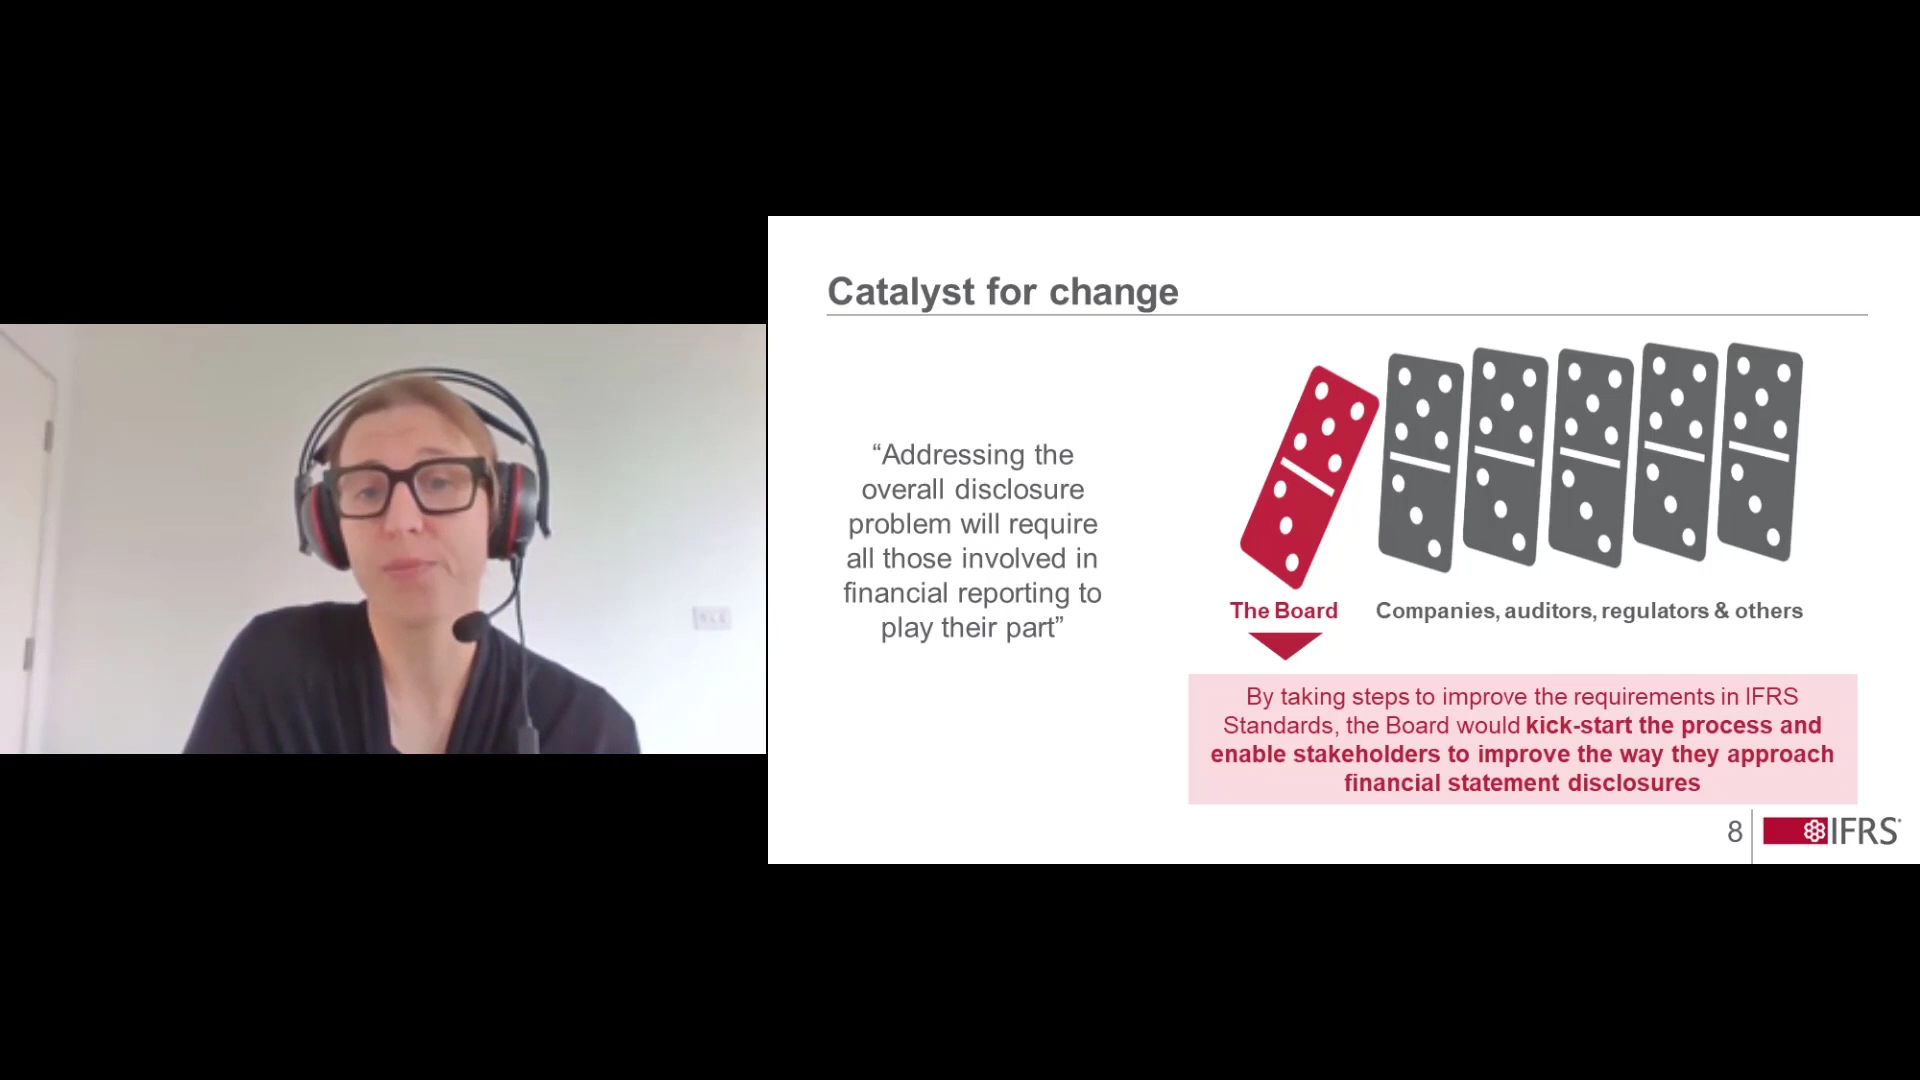 Catalyst for change
“Addressing the
overall disclosure
problem will require
all those involved in
financial reporting to
play their part”
The Board
Companies, auditors, regulators & others
By taking steps to improve the requirements in IFRS
Standards, the Board would kick-start the process and
enable stakeholders to improve the way they approach
financial statement disclosures
8
IFRS®